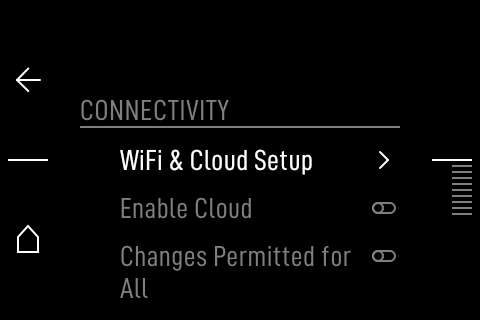 CONNECTIVITY
WiFi & Cloud Setup
Enable Cloud
Changes Permitted for
All